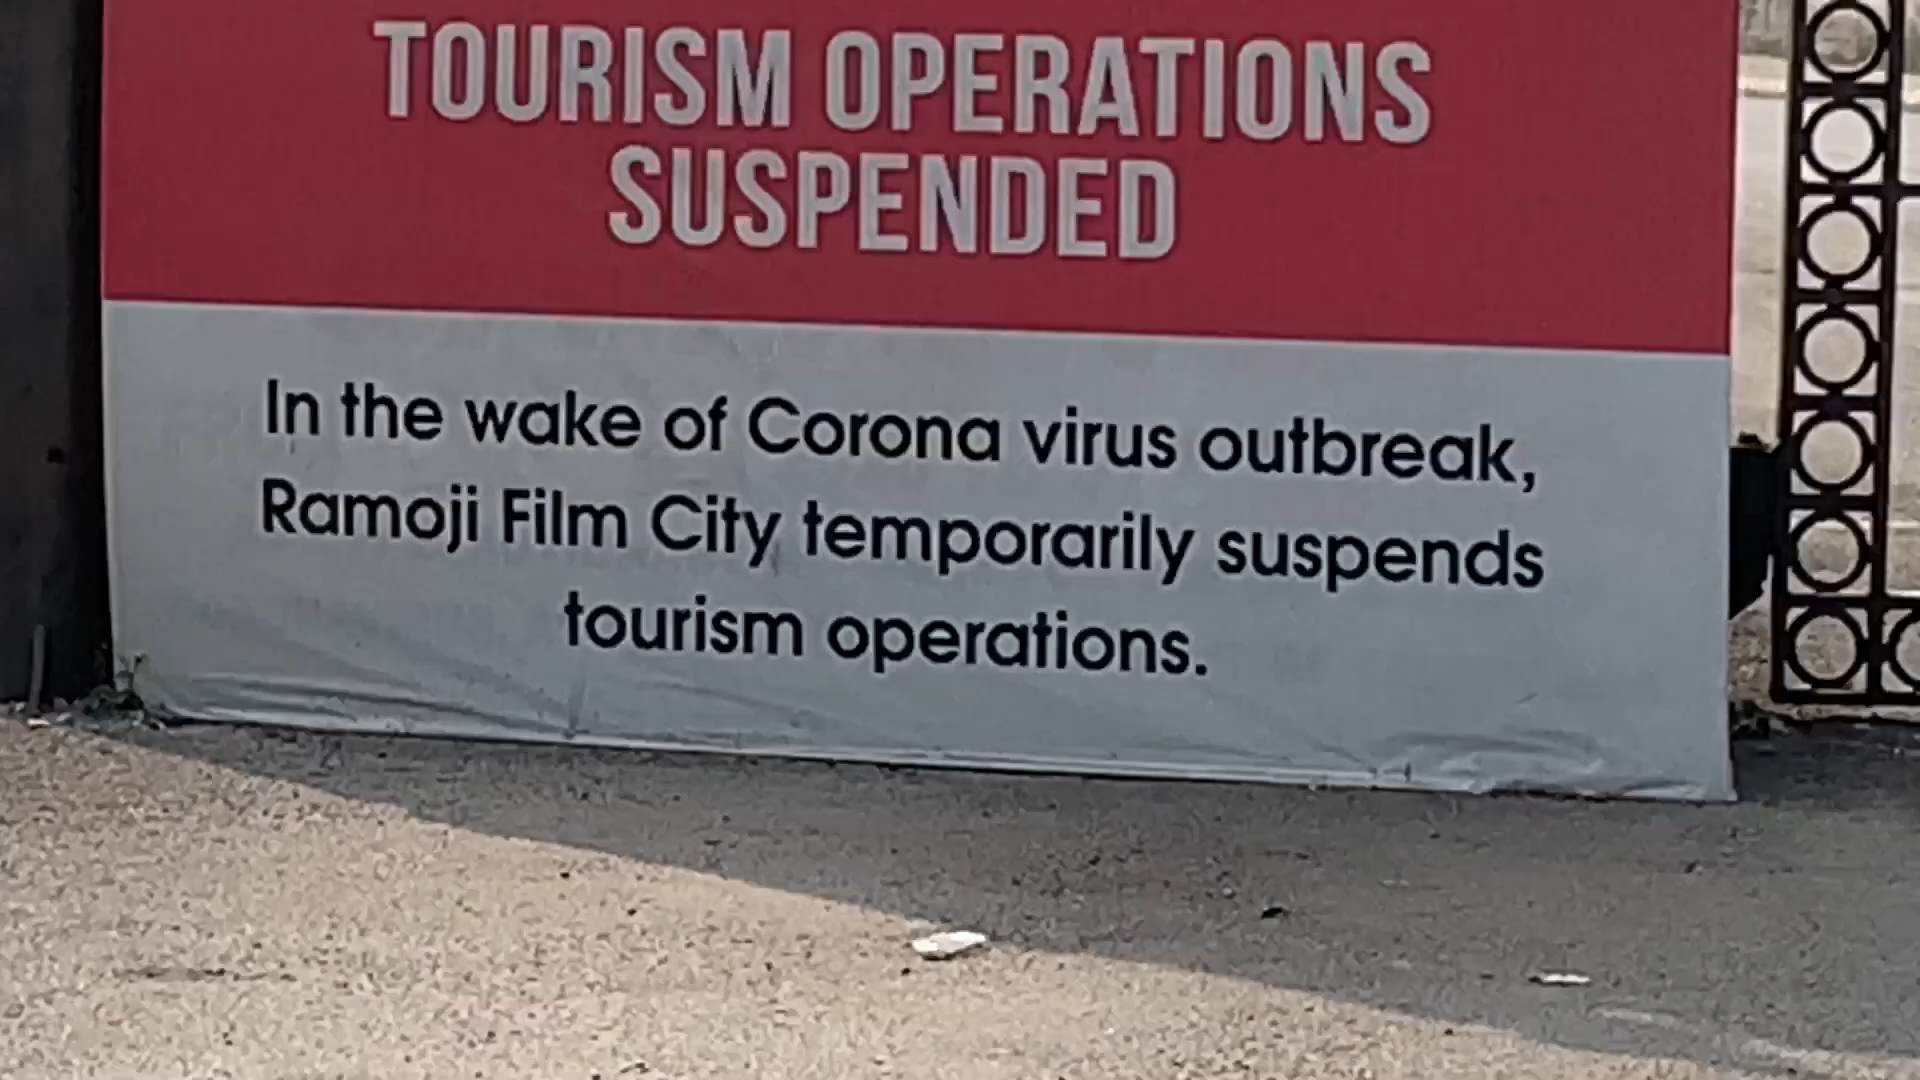 TOURISM OPERATIONS
SUSPENDED
In the wake of Corona virus outbreak,
Ramoji Film City temporarily suspends
tourism operations.